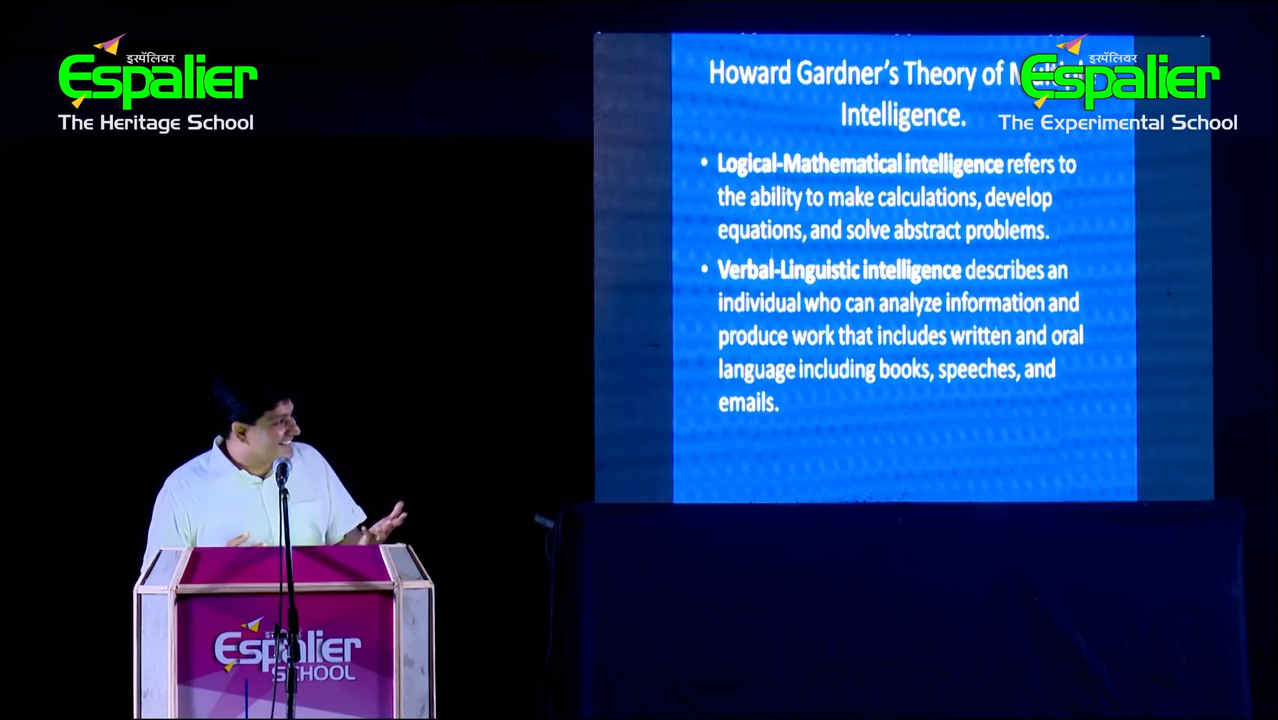 इस्पॅलियर
Espalier
The Heritage School
इस्पॅलियर
Espalier
The Experimental School
Howard Gardner's Theory of
Intelligence.
• Logical-Mathematical intelligence refers to
the ability to make calculations, develop
equations, and solve abstract problems.
• Verbal-Linguistic intelligence describes an
individual who can analyze information and
produce work that includes written and oral
language including books, speeches, and
emails.
Espalier
SCHOOL